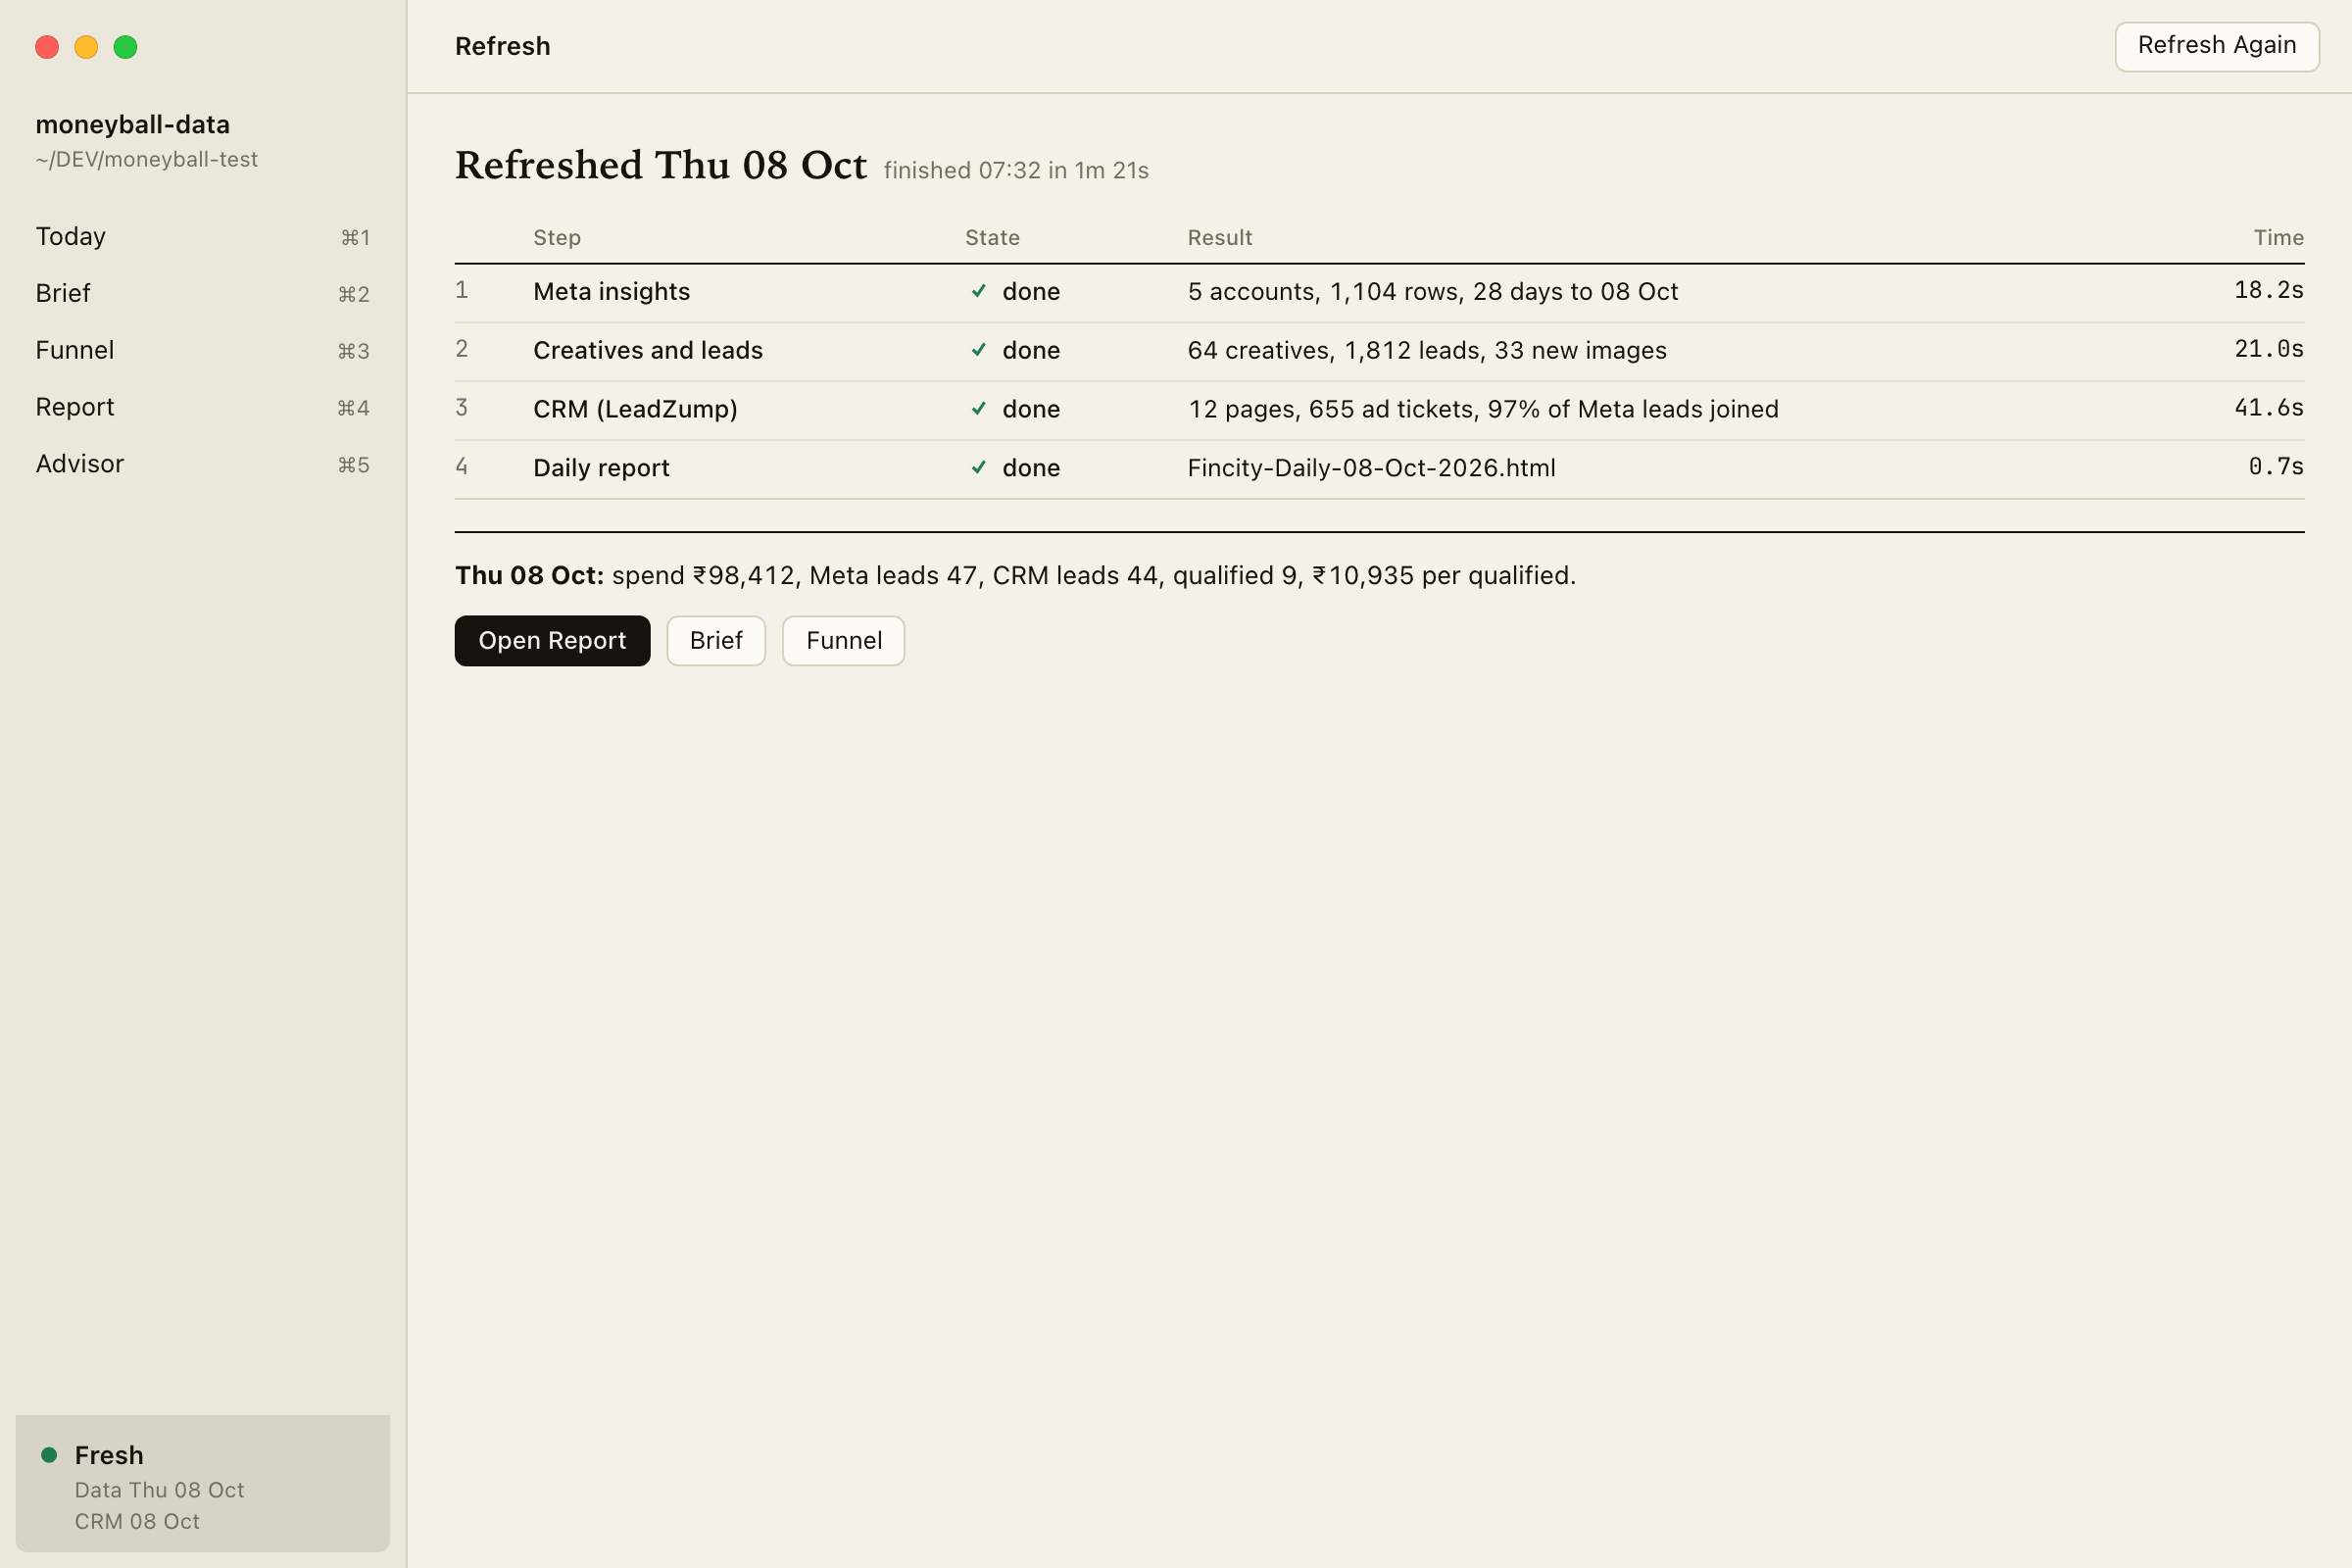 moneyball-data
~/DEV/moneyball-test
Today ⌘1
Brief ⌘2
Funnel ⌘3
Report ⌘4
Advisor ⌘5
Fresh
Data Thu 08 Oct
CRM 08 Oct
Refresh
Refresh Again
Refreshed Thu 08 Oct finished 07:32 in 1m 21s
Step State Result Time
1 Meta insights ✓ done 5 accounts, 1,104 rows, 28 days to 08 Oct 18.2s
2 Creatives and leads ✓ done 64 creatives, 1,812 leads, 33 new images 21.0s
3 CRM (LeadZump) ✓ done 12 pages, 655 ad tickets, 97% of Meta leads joined 41.6s
4 Daily report ✓ done Fincity-Daily-08-Oct-2026.html 0.7s
Thu 08 Oct: spend ₹98,412, Meta leads 47, CRM leads 44, qualified 9, ₹10,935 per qualified.
Open Report Brief Funnel